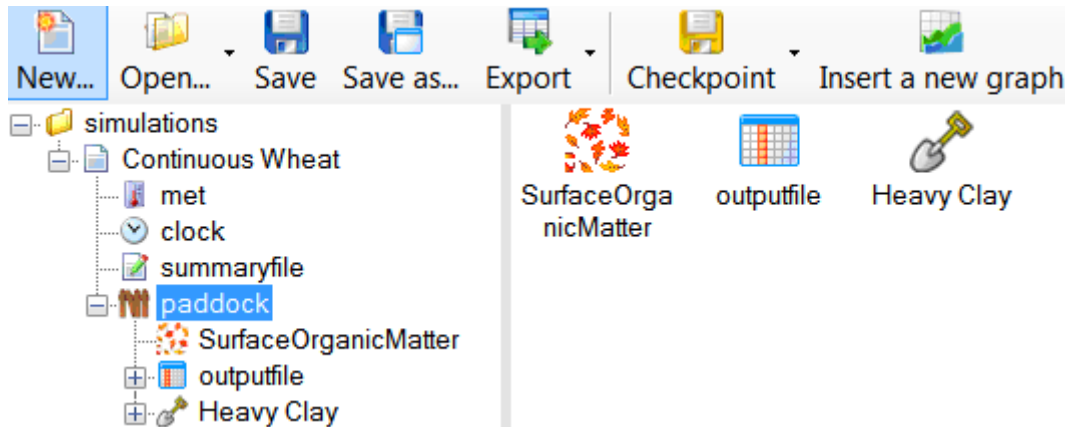 New... Open... Save Save as... Export Checkpoint Insert a new graph
simulations
Continuous Wheat
met
clock
summaryfile
paddock
SurfaceOrganicMatter
outputfile
Heavy Clay
SurfaceOrga
nicMatter
outputfile
Heavy Clay